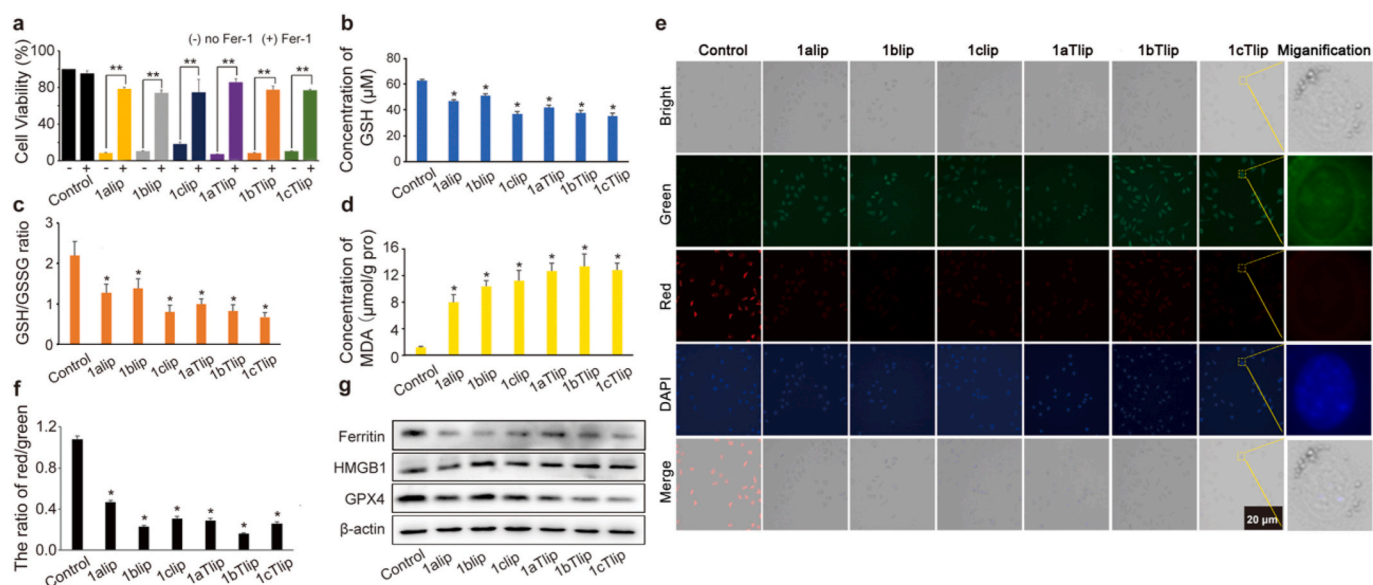 a
(-) no Fer-1 (+) Fer-1
Cell Viability (%)
100
80
40
0
** ** ** ** ** **
- + - + - + - + - + - + - +
Control 1alip 1blip 1clip 1aTlip 1bTlip 1cTlip
b
Concentration of
GSH (μM)
80
60
40
20
0
* * * * * *
Control 1alip 1blip 1clip 1aTlip 1bTlip 1cTlip
c
GSH/GSSG ratio
3
2
1
0
* * * * * *
Control 1alip 1blip 1clip 1aTlip 1bTlip 1cTlip
d
Concentration of
MDA (μmol/g pro)
16
12
8
4
0
* * * * * *
Control 1alip 1blip 1clip 1aTlip 1bTlip 1cTlip
f
The ratio of red/green
1.2
0.8
0.4
0.0
* * * * * *
Control 1alip 1blip 1clip 1aTlip 1bTlip 1cTlip
g
Ferritin
HMGB1
GPX4
β-actin
Control 1alip 1blip 1clip 1aTlip 1bTlip 1cTlip
e
Control 1alip 1blip 1clip 1aTlip 1bTlip 1cTlip Miganification
Bright
Green
Red
DAPI
Merge
20 μm